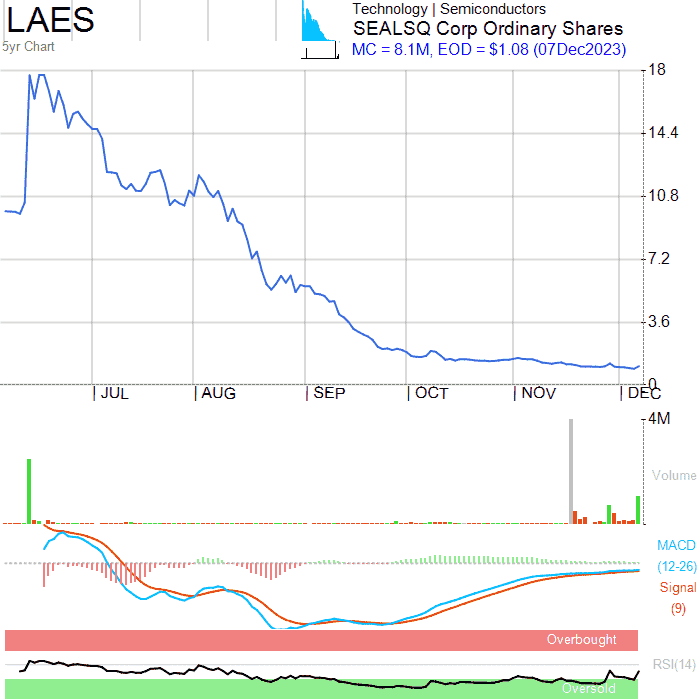 LAES
5yr Chart
Technology | Semiconductors
SEALSQ Corp Ordinary Shares
MC = 8.1M, EOD = $1.08 (07Dec2023)
18
14.4
10.8
7.2
3.6
0
JUL AUG SEP OCT NOV DEC
4M
Volume
MACD
(12-26)
Signal
(9)
Overbought
RSI(14)
Oversold